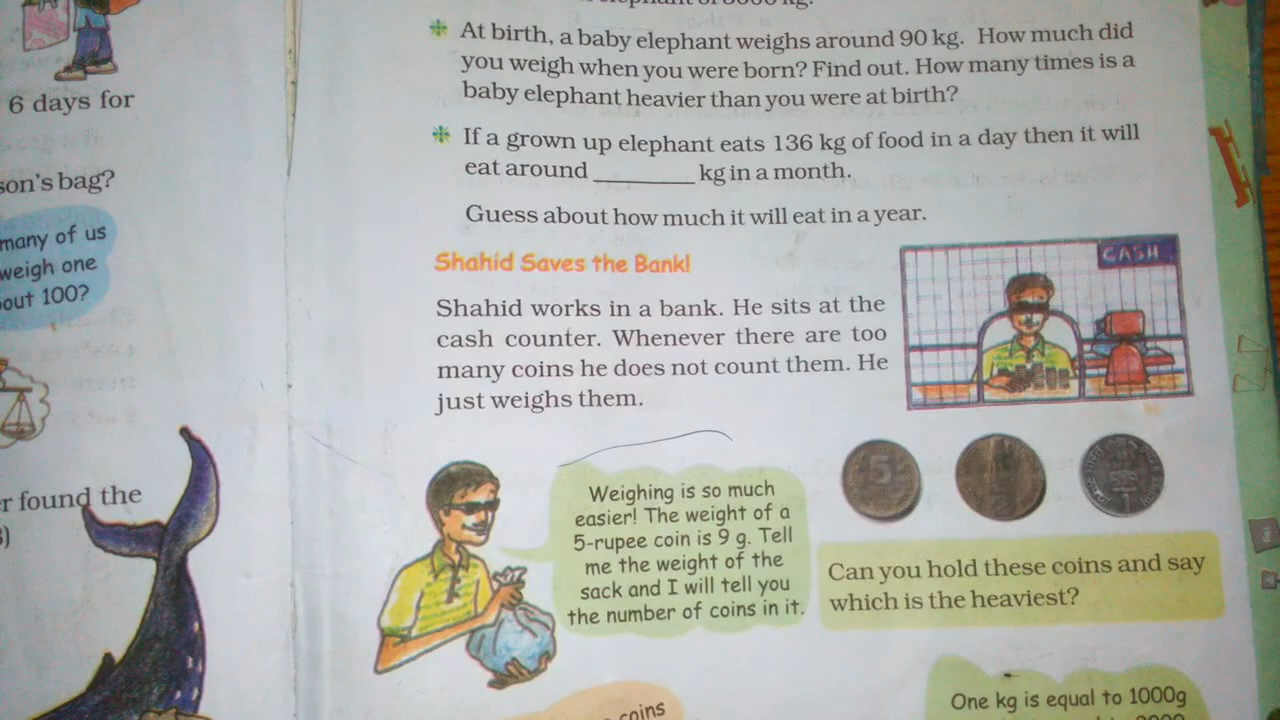 6 days for
son's bag?
many of us
weigh one
out 100?
r found the
At birth, a baby elephant weighs around 90 kg. How much did
you weigh when you were born? Find out. How many times is a
baby elephant heavier than you were at birth?
If a grown up elephant eats 136 kg of food in a day then it will
eat around ________ kg in a month.
Guess about how much it will eat in a year.
Shahid Saves the Bank!
Shahid works in a bank. He sits at the
cash counter. Whenever there are too
many coins he does not count them. He
just weighs them.
CASH
Weighing is so much
easier! The weight of a
5-rupee coin is 9 g. Tell
me the weight of the
sack and I will tell you
the number of coins in it.
5
2
1
Can you hold these coins and say
which is the heaviest?
coins
One kg is equal to 1000g